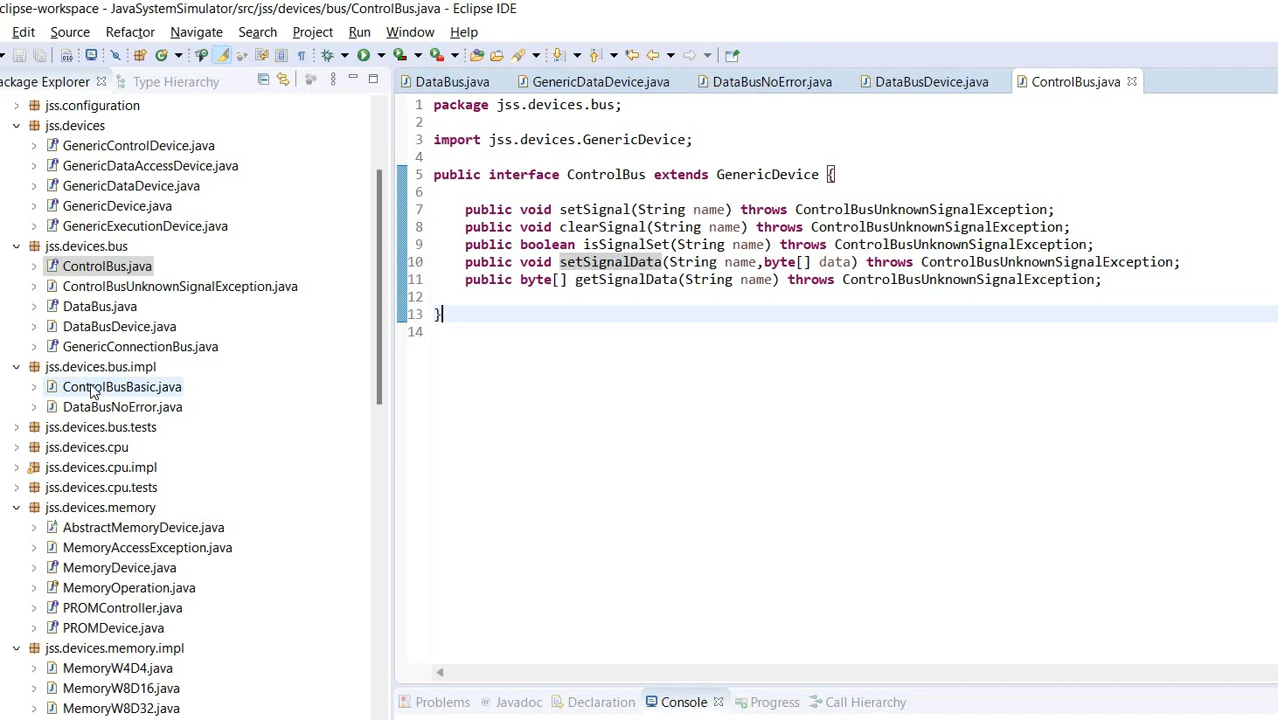 clipse-workspace - JavaSystemSimulator/src/jss/devices/bus/ControlBus.java - Eclipse IDE
Edit Source Refactor Navigate Search Project Run Window Help
ackage Explorer Type Hierarchy
jss.configuration
jss.devices
GenericControlDevice.java
GenericDataAccessDevice.java
GenericDataDevice.java
GenericDevice.java
GenericExecutionDevice.java
jss.devices.bus
ControlBus.java
ControlBusUnknownSignalException.java
DataBus.java
DataBusDevice.java
GenericConnectionBus.java
jss.devices.bus.impl
ControlBusBasic.java
DataBusNoError.java
jss.devices.bus.tests
jss.devices.cpu
jss.devices.cpu.impl
jss.devices.cpu.tests
jss.devices.memory
AbstractMemoryDevice.java
MemoryAccessException.java
MemoryDevice.java
MemoryOperation.java
PROMController.java
PROMDevice.java
jss.devices.memory.impl
MemoryW4D4.java
MemoryW8D16.java
MemoryW8D32.java
DataBus.java GenericDataDevice.java DataBusNoError.java DataBusDevice.java ControlBus.java
1 package jss.devices.bus;
2
3 import jss.devices.GenericDevice;
4
5 public interface ControlBus extends GenericDevice {
6
7 public void setSignal(String name) throws ControlBusUnknownSignalException;
8 public void clearSignal(String name) throws ControlBusUnknownSignalException;
9 public boolean isSignalSet(String name) throws ControlBusUnknownSignalException;
10 public void setSignalData(String name,byte[] data) throws ControlBusUnknownSignalException;
11 public byte[] getSignalData(String name) throws ControlBusUnknownSignalException;
12
13 }
14
Problems Javadoc Declaration Console Progress Call Hierarchy